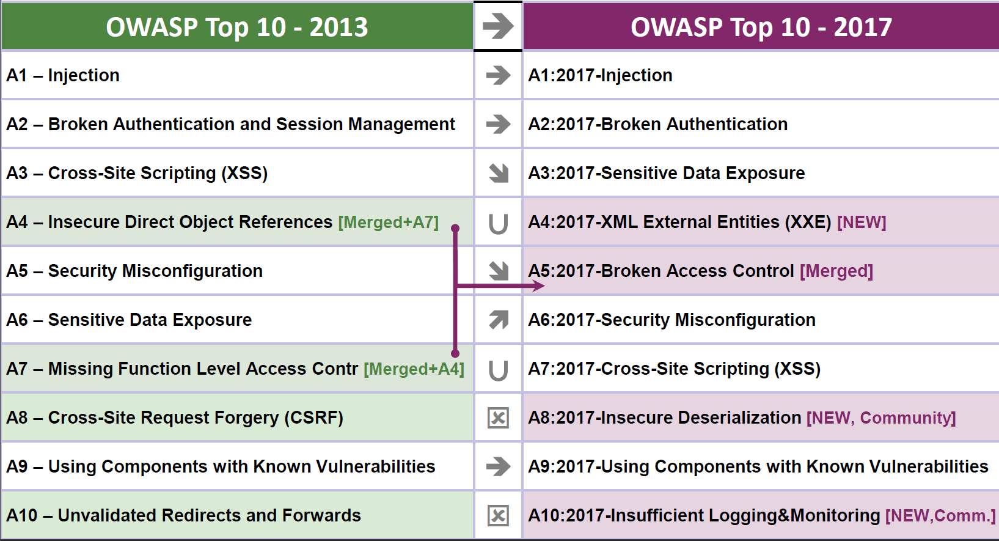 OWASP Top 10 - 2013
OWASP Top 10 - 2017
A1 – Injection
A1:2017-Injection
A2 – Broken Authentication and Session Management
A2:2017-Broken Authentication
A3 – Cross-Site Scripting (XSS)
A3:2017-Sensitive Data Exposure
A4 – Insecure Direct Object References [Merged+A7]
A4:2017-XML External Entities (XXE) [NEW]
A5 – Security Misconfiguration
A5:2017-Broken Access Control [Merged]
A6 – Sensitive Data Exposure
A6:2017-Security Misconfiguration
A7 – Missing Function Level Access Contr [Merged+A4]
A7:2017-Cross-Site Scripting (XSS)
A8 – Cross-Site Request Forgery (CSRF)
A8:2017-Insecure Deserialization [NEW, Community]
A9 – Using Components with Known Vulnerabilities
A9:2017-Using Components with Known Vulnerabilities
A10 – Unvalidated Redirects and Forwards
A10:2017-Insufficient Logging&Monitoring [NEW,Comm.]